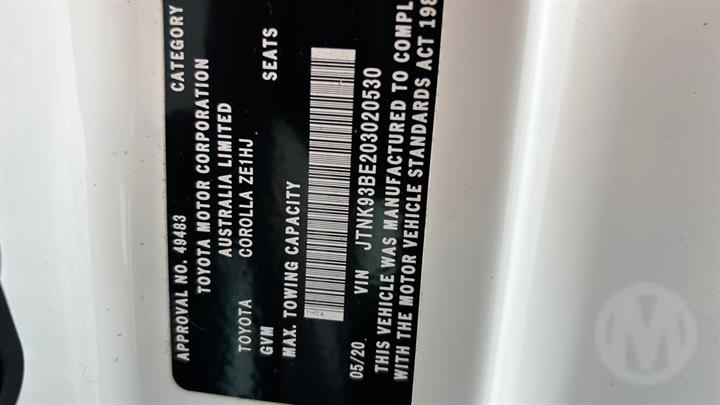 APPROVAL NO. 49483 CATEGORY
TOYOTA MOTOR CORPORATION
AUSTRALIA LIMITED
TOYOTA COROLLA ZE1HJ
GVM SEATS
MAX. TOWING CAPACITY
05/20. VIN JTNK93BE203020530
THIS VEHICLE WAS MANUFACTURED TO COMPL
WITH THE MOTOR VEHICLE STANDARDS ACT 198
M